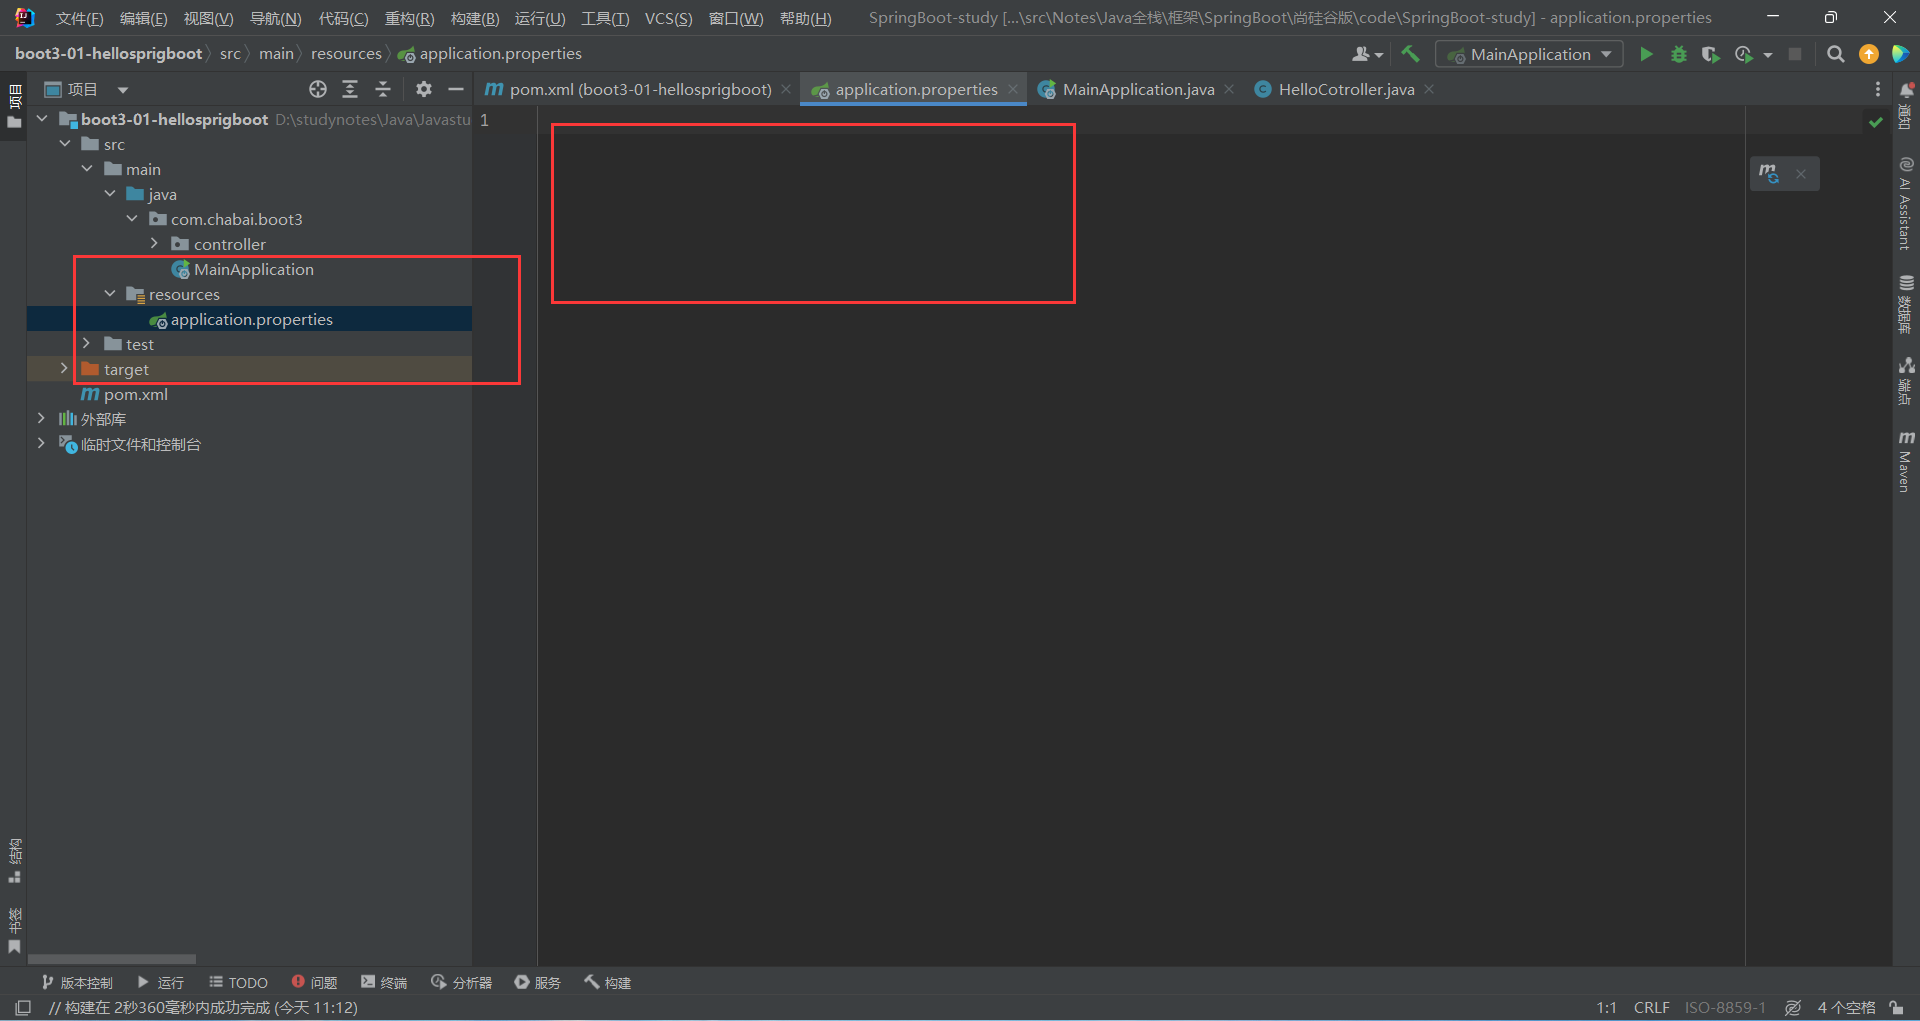 文件(F) 编辑(E) 视图(V) 导航(N) 代码(C) 重构(R) 构建(B) 运行(U) 工具(T) VCS(S) 窗口(W) 帮助(H) SpringBoot-study [...\src\Notes\Java全栈\框架\SpringBoot\尚硅谷版\code\SpringBoot-study] - application.properties
boot3-01-hellosprigboot src main resources application.properties MainApplication
项目 pom.xml (boot3-01-hellosprigboot) application.properties MainApplication.java HelloCotroller.java
项目
boot3-01-hellosprigboot D:\studynotes\Java\Javastu 1
src
main
java
com.chabai.boot3
controller
MainApplication
resources
application.properties
test
target
pom.xml
外部库
临时文件和控制台
通知
AI Assistant
数据库
端点
m Maven
结构
书签
版本控制 运行 TODO 问题 终端 分析器 服务 构建
// 构建在 2秒360毫秒内成功完成 (今天 11:12) 1:1 CRLF ISO-8859-1 4 个空格